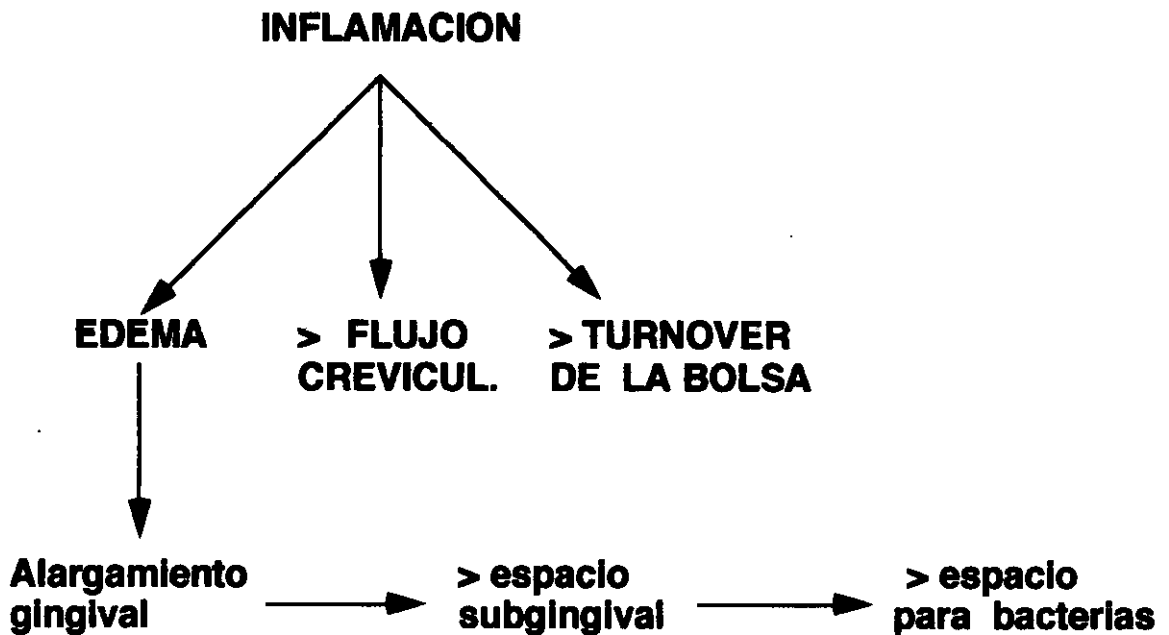 INFLAMACION
EDEMA
> FLUJO
CREVICUL.
> TURNOVER
DE LA BOLSA
Alargamiento
gingival
> espacio
subgingival
> espacio
para bacterias